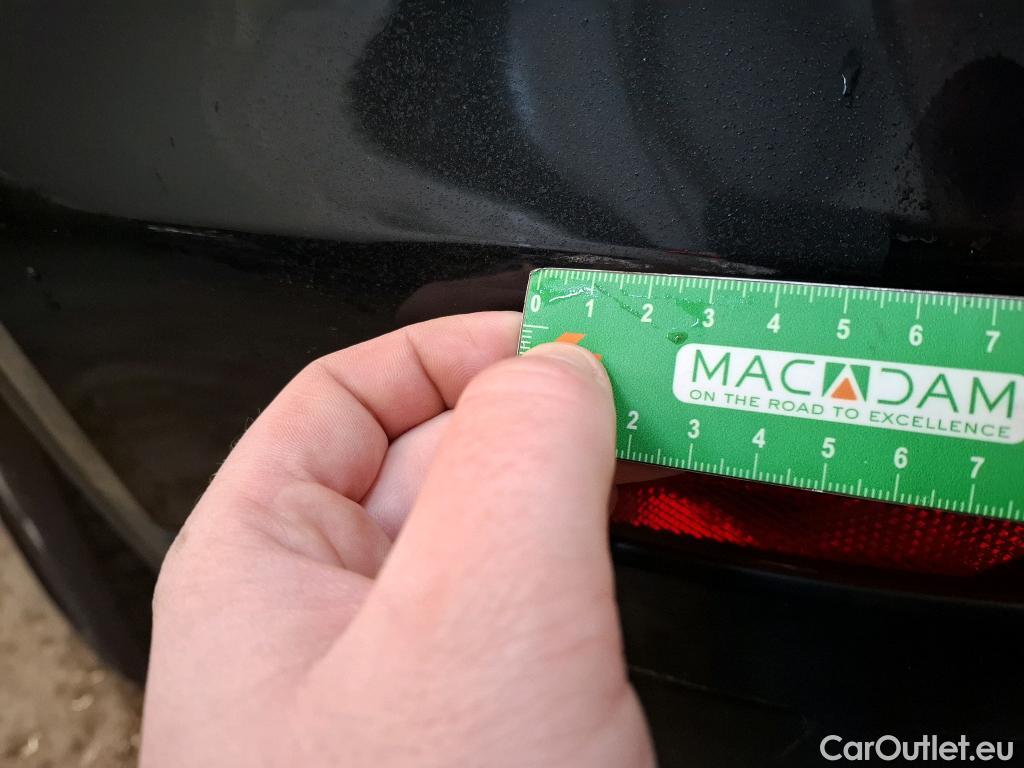 0 1 2 3 4 5 6 7
MACADAM
ON THE ROAD TO EXCELLENCE
2 3 4 5 6 7
CarOutlet.eu